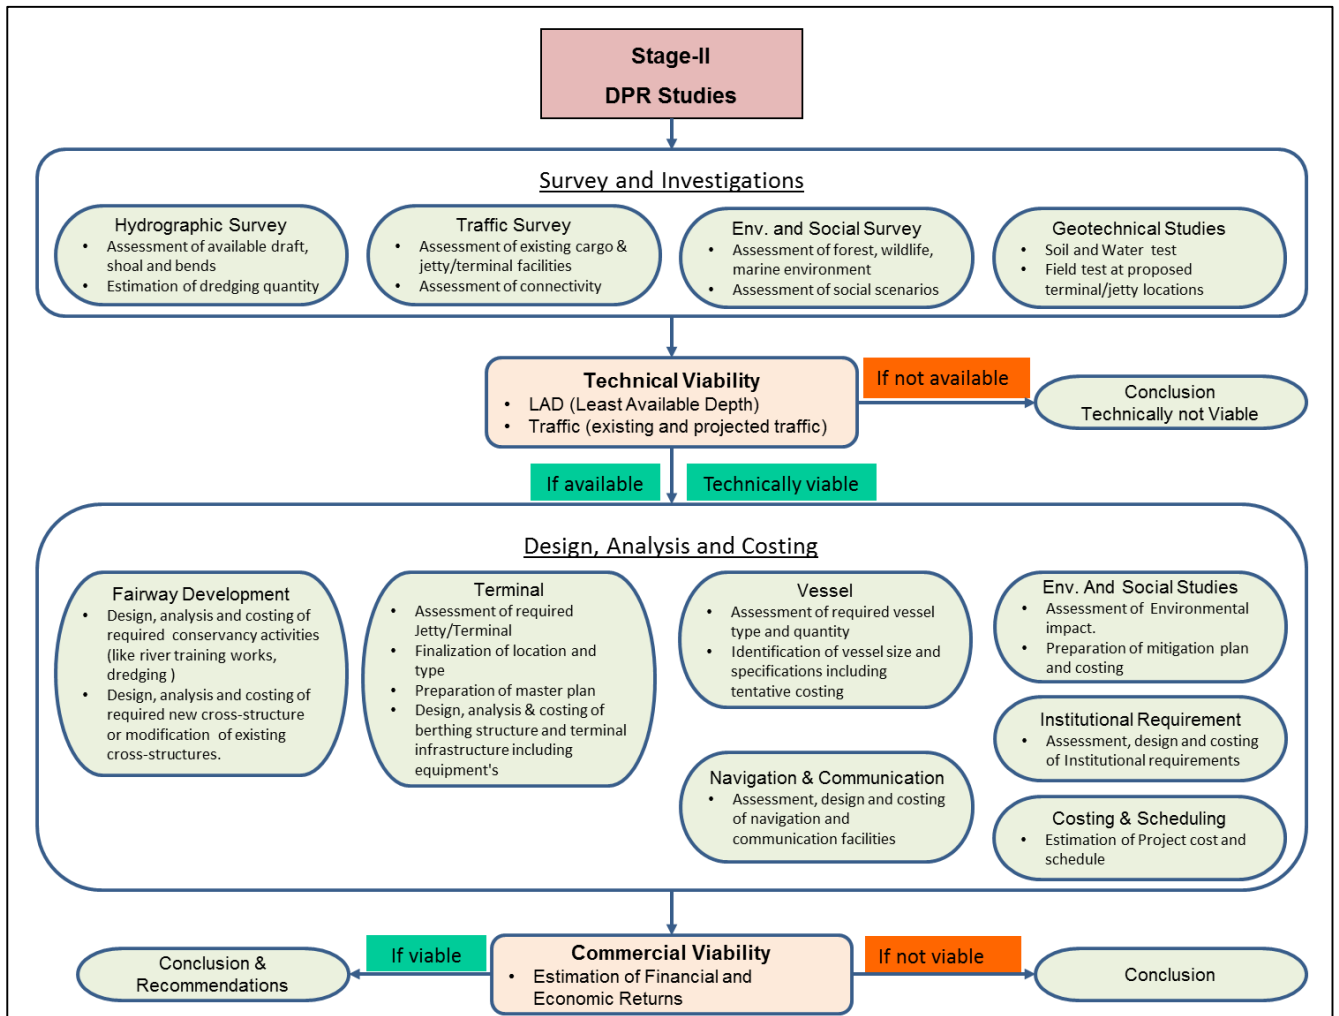 Stage-II
DPR Studies
Survey and Investigations
Hydrographic Survey
• Assessment of available draft,
shoal and bends
• Estimation of dredging quantity
Traffic Survey
• Assessment of existing cargo &
• jetty/terminal facilities
• Assessment of connectivity
Env. and Social Survey
• Assessment of forest, wildlife,
marine environment
• Assessment of social scenarios
Geotechnical Studies
• Soil and Water test
• Field test at proposed
terminal/jetty locations
Technical Viability
• LAD (Least Available Depth)
• Traffic (existing and projected traffic)
If not available
Conclusion
Technically not Viable
If available
Technically viable
Design, Analysis and Costing
Fairway Development
• Design, analysis and costing of
required conservancy activities
(like river training works,
dredging )
• Design, analysis and costing of
required new cross-structure
or modification of existing
cross-structures.
Terminal
• Assessment of required
Jetty/Terminal
• Finalization of location and
type
• Preparation of master plan
• Design, analysis & costing of
berthing structure and terminal
infrastructure including
equipment's
Vessel
• Assessment of required vessel
type and quantity
• Identification of vessel size and
specifications including
tentative costing
Navigation & Communication
• Assessment, design and costing
of navigation and
communication facilities
Env. And Social Studies
• Assessment of Environmental
impact.
• Preparation of mitigation plan
and costing
Institutional Requirement
• Assessment, design and costing
of Institutional requirements
Costing & Scheduling
• Estimation of Project cost and
schedule
Commercial Viability
• Estimation of Financial and
Economic Returns
If viable
Conclusion &
Recommendations
If not viable
Conclusion